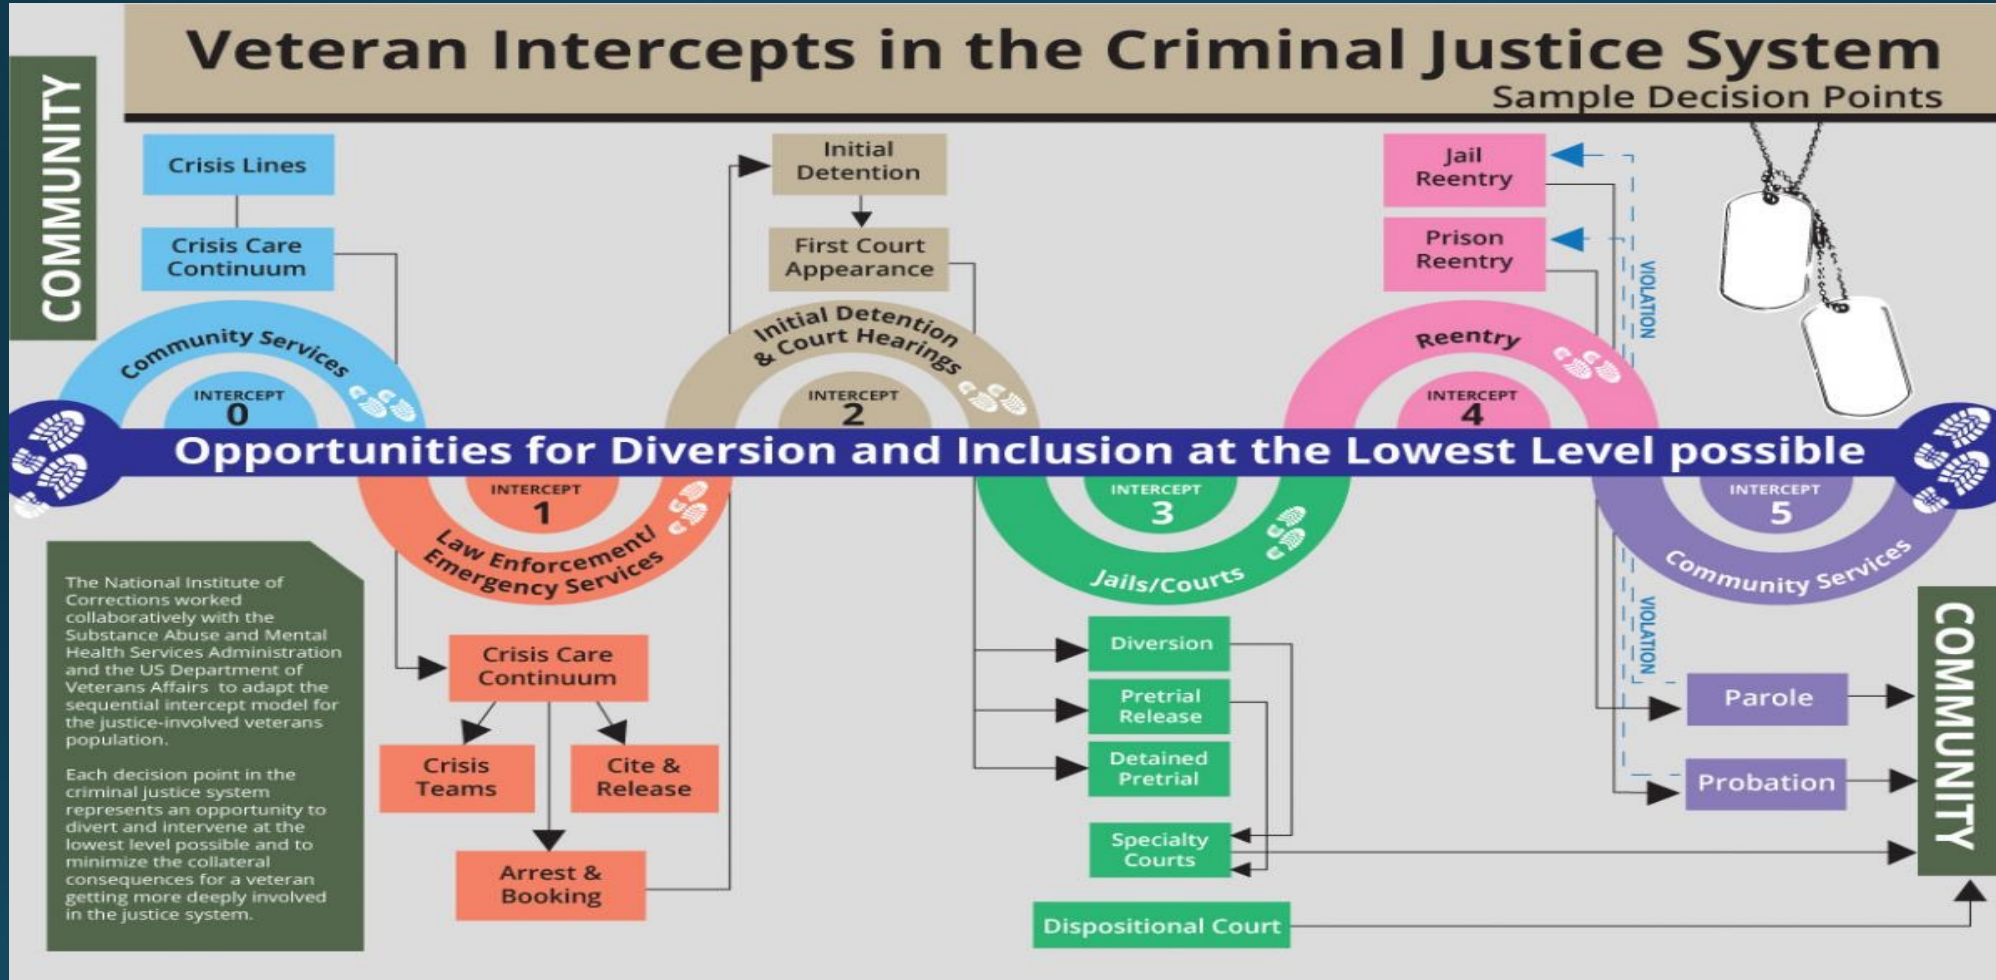 Veteran Intercepts in the Criminal Justice System
Sample Decision Points
COMMUNITY
Crisis Lines
Crisis Care
Continuum
Community Services
INTERCEPT
0
Initial
Detention
First Court
Appearance
Initial Detention
& Court Hearings
INTERCEPT
2
Jail
Reentry
Prison
Reentry
VIOLATION
Reentry
INTERCEPT
4
Opportunities for Diversion and Inclusion at the Lowest Level possible
INTERCEPT
1
Law Enforcement/
Emergency Services
Crisis Care
Continuum
Crisis
Teams
Cite &
Release
Arrest &
Booking
INTERCEPT
3
Jails/Courts
Diversion
Pretrial
Release
Detained
Pretrial
Specialty
Courts
Dispositional Court
INTERCEPT
5
Community Services
VIOLATION
Parole
Probation
COMMUNITY
The National Institute of
Corrections worked
collaboratively with the
Substance Abuse and Mental
Health Services Administration
and the US Department of
Veterans Affairs to adapt the
sequential intercept model for
the justice-involved veterans
population.
Each decision point in the
criminal justice system
represents an opportunity to
divert and intervene at the
lowest level possible and to
minimize the collateral
consequences for a veteran
getting more deeply involved
in the justice system.